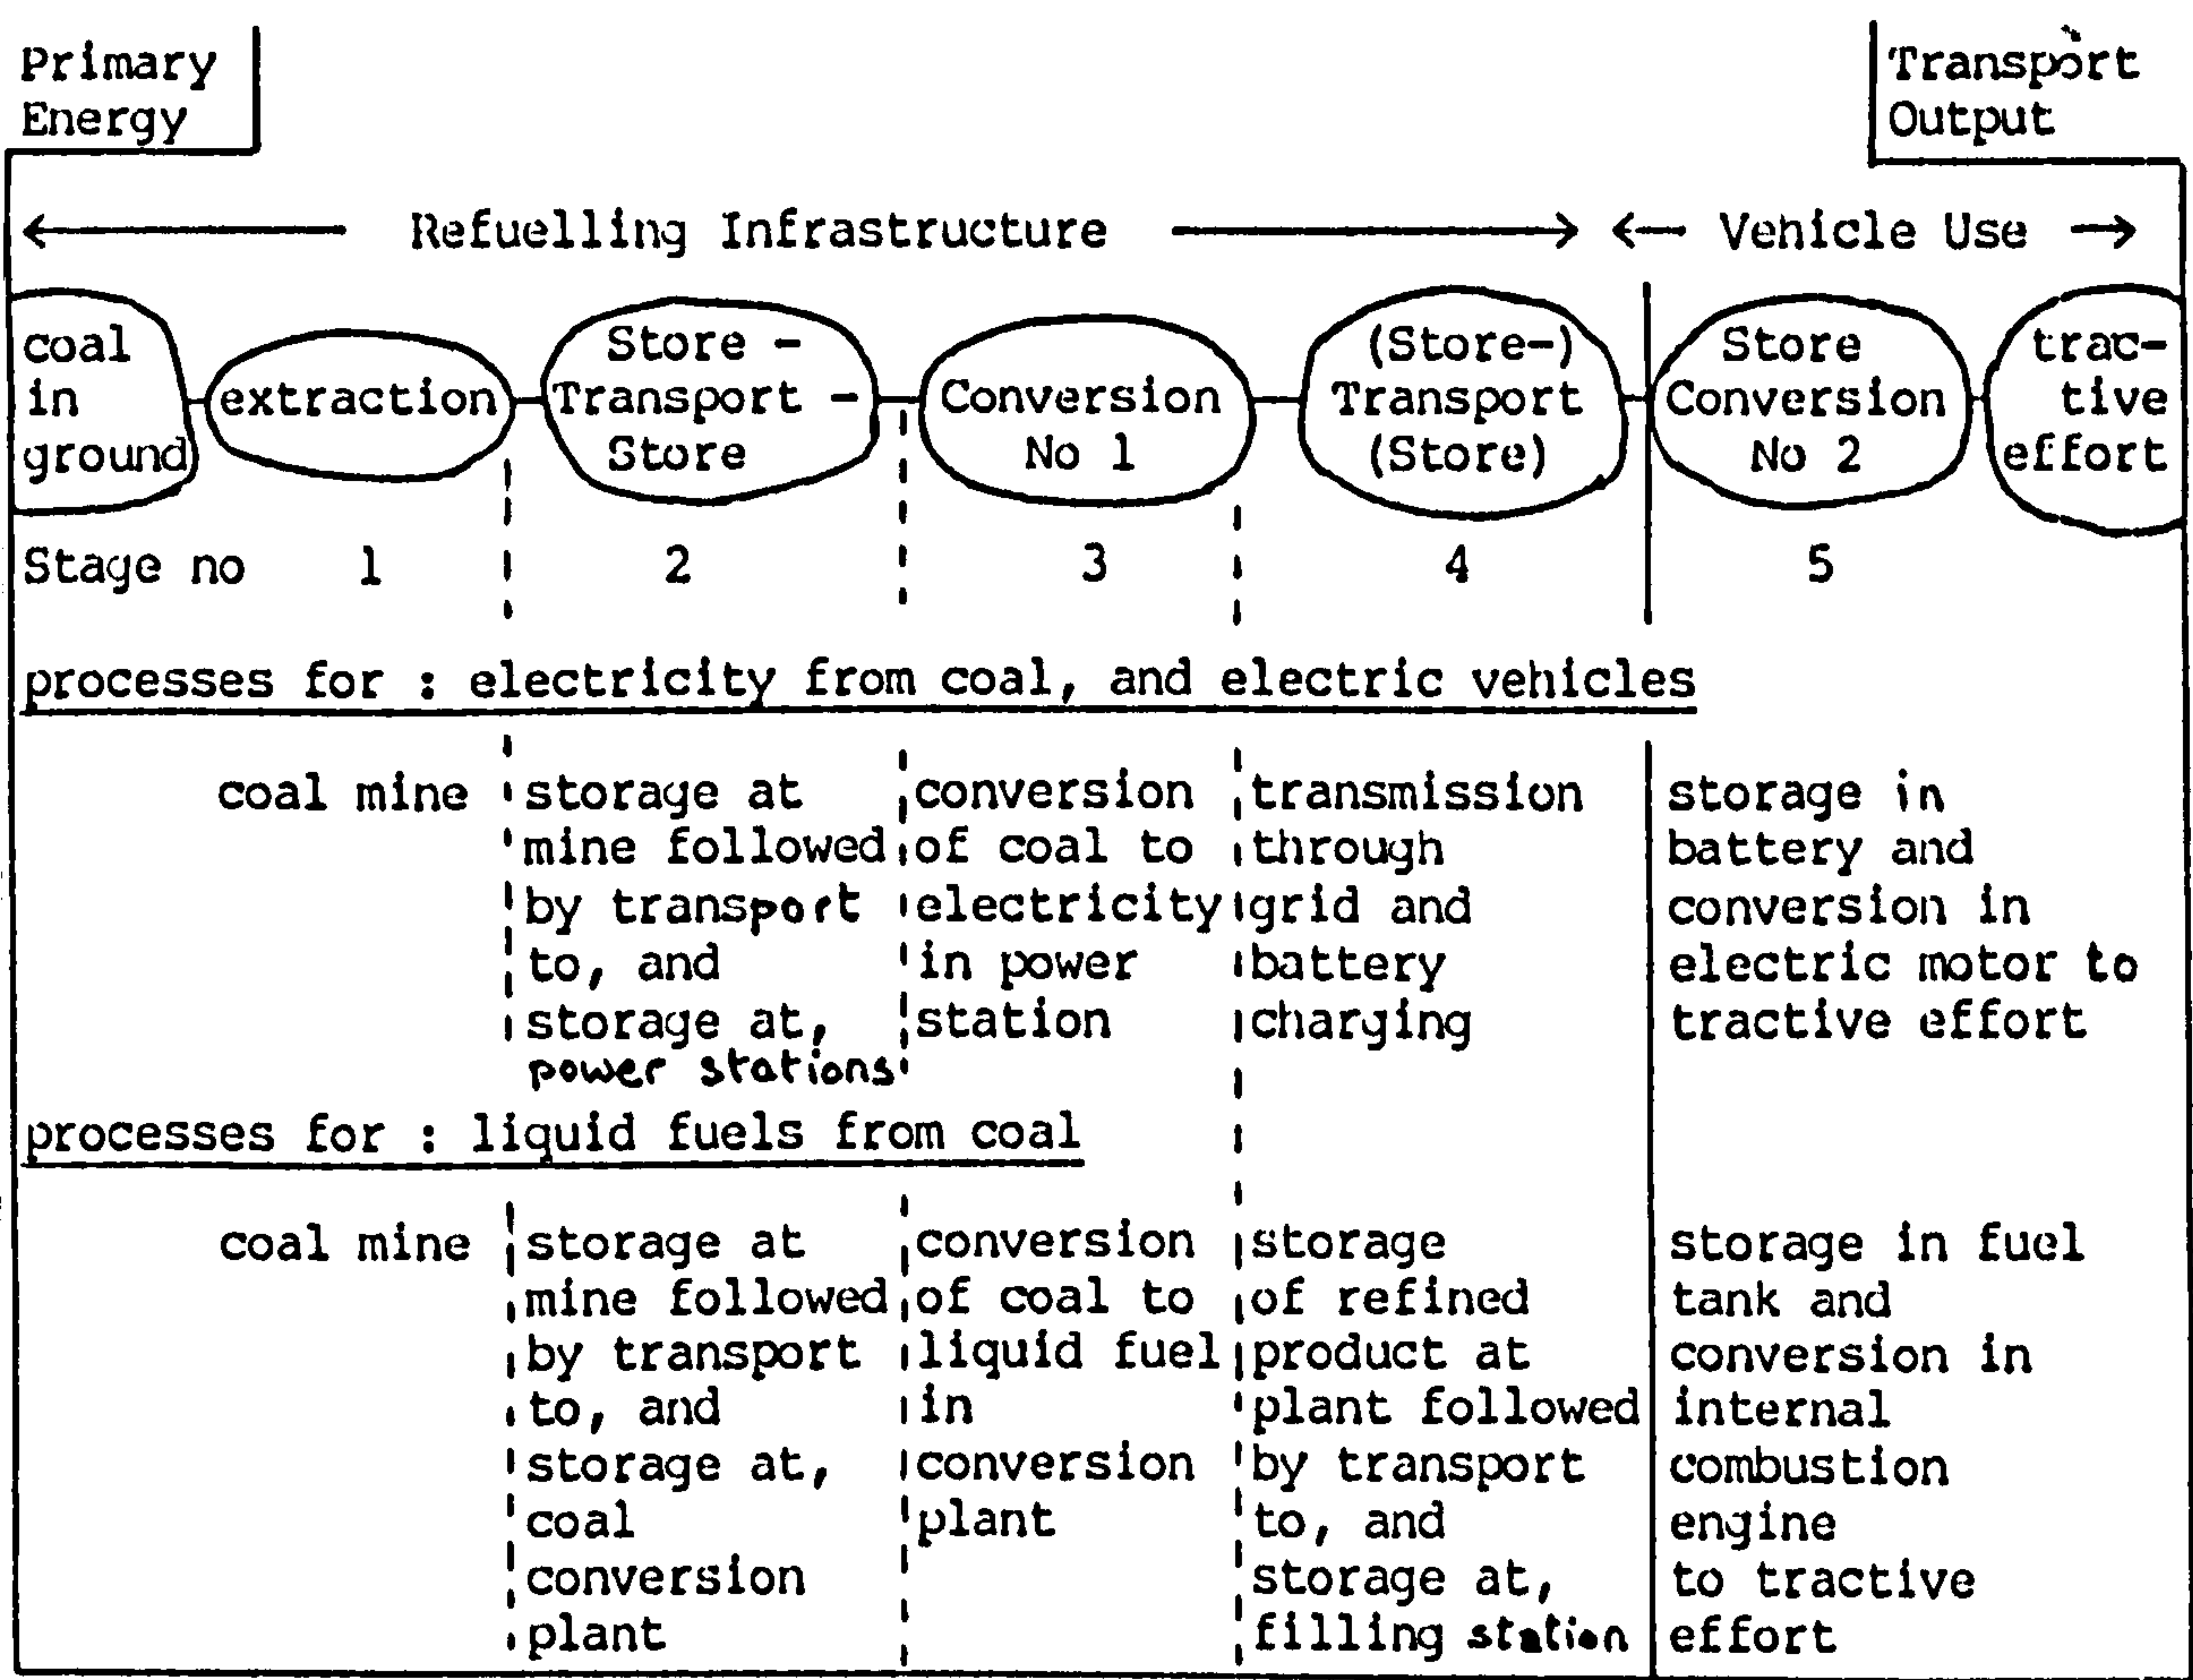 Primary
Energy
Transport
Output
Refuelling Infrastructure
Vehicle Use
coal
in
ground
extraction
Store -
Transport -
Store
Conversion
No 1
(Store-)
Transport
(Store)
Store
Conversion
No 2
trac-
tive
effort
Stage no 1 2 3 4 5
processes for : electricity from coal, and electric vehicles
coal mine
storage at
mine followed
by transport
to, and
storage at,
power stations
conversion
of coal to
electricity
in power
station
transmission
through
grid and
battery
charging
storage in
battery and
conversion in
electric motor to
tractive effort
processes for : liquid fuels from coal
coal mine
storage at
mine followed
by transport
to, and
storage at,
coal
conversion
plant
conversion
of coal to
liquid fuel
in
conversion
plant
storage
of refined
product at
plant followed
by transport
to, and
storage at,
filling station
storage in fuel
tank and
conversion in
internal
combustion
engine
to tractive
effort